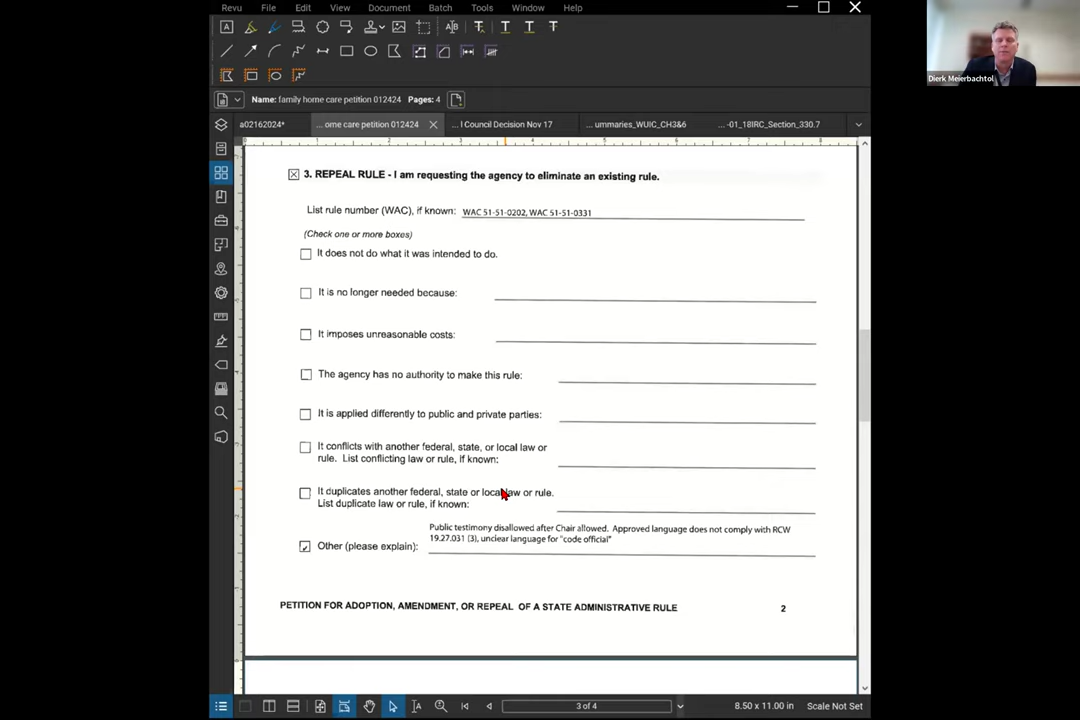 Revu File Edit View Document Batch Tools Window Help
Dierk Meierbachtol
Name: family home care petition 012424 Pages: 4
a02162024* ... ome care petition 012424 ... l Council Decision Nov 17 ... ummaries_WUIC_CH3&6 ... -01_18IRC_Section_330.7
3. REPEAL RULE - I am requesting the agency to eliminate an existing rule.
List rule number (WAC), if known: WAC 51-51-0202, WAC 51-51-0331
(Check one or more boxes)
It does not do what it was intended to do.
It is no longer needed because:
It imposes unreasonable costs:
The agency has no authority to make this rule:
It is applied differently to public and private parties:
It conflicts with another federal, state, or local law or
rule. List conflicting law or rule, if known:
It duplicates another federal, state or local law or rule.
List duplicate law or rule, if known:
Public testimony disallowed after Chair allowed. Approved language does not comply with RCW
19.27.031 (3), unclear language for "code official"
Other (please explain):
PETITION FOR ADOPTION, AMENDMENT, OR REPEAL OF A STATE ADMINISTRATIVE RULE 2
3 of 4 8.50 x 11.00 in Scale Not Set